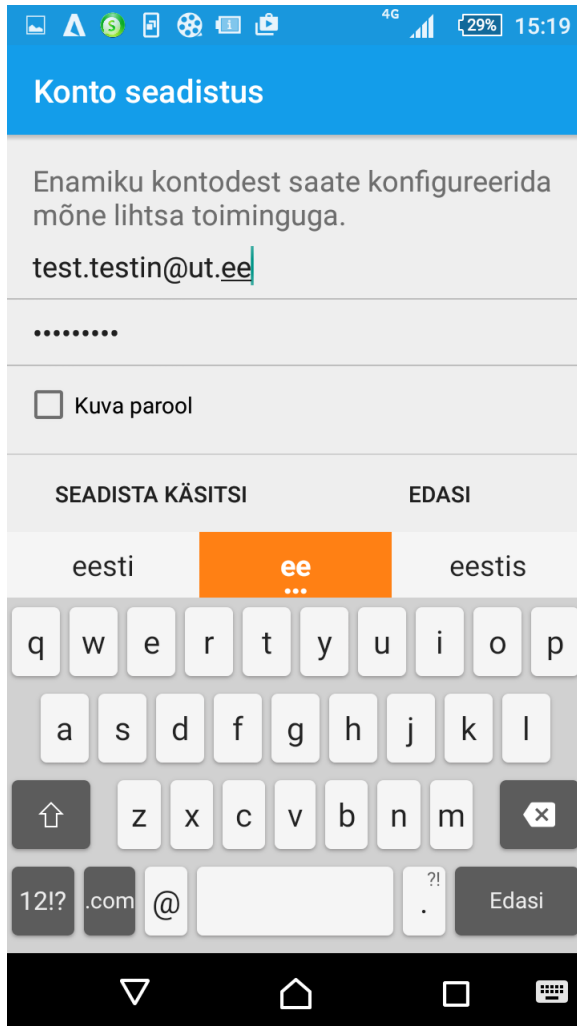 4G 29% 15:19
Konto seadistus
Enamiku kontodest saate konfigureerida
mõne lihtsa toiminguga.
test.testin@ut.ee
•••••••••
Kuva parool
SEADISTA KÄSITSI EDASI
eesti ee eestis
q w e r t y u i o p
a s d f g h j k l
z x c v b n m
12!? .com @ ?! . Edasi